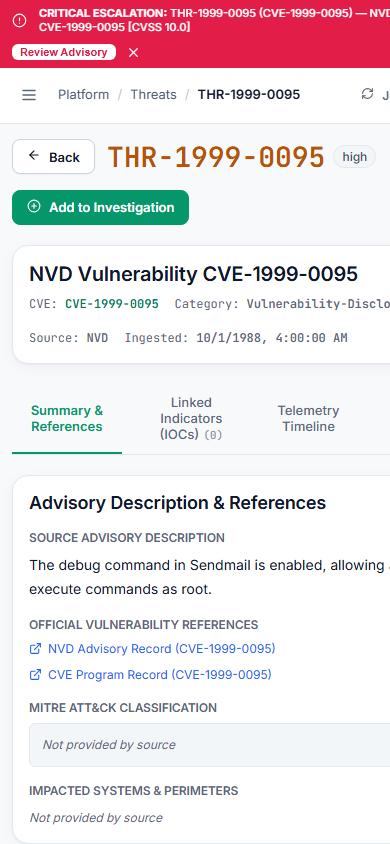 CRITICAL ESCALATION: THR-1999-0095 (CVE-1999-0095) — NVD
CVE-1999-0095 [CVSS 10.0]
Review Advisory
Platform / Threats / THR-1999-0095
Back
THR-1999-0095
high
Add to Investigation
NVD Vulnerability CVE-1999-0095
CVE: CVE-1999-0095 Category: Vulnerability-Disclo
Source: NVD Ingested: 10/1/1988, 4:00:00 AM
Summary &
References
Linked
Indicators
(IOCs) (0)
Telemetry
Timeline
Advisory Description & References
SOURCE ADVISORY DESCRIPTION
The debug command in Sendmail is enabled, allowing
execute commands as root.
OFFICIAL VULNERABILITY REFERENCES
NVD Advisory Record (CVE-1999-0095)
CVE Program Record (CVE-1999-0095)
MITRE ATT&CK CLASSIFICATION
Not provided by source
IMPACTED SYSTEMS & PERIMETERS
Not provided by source